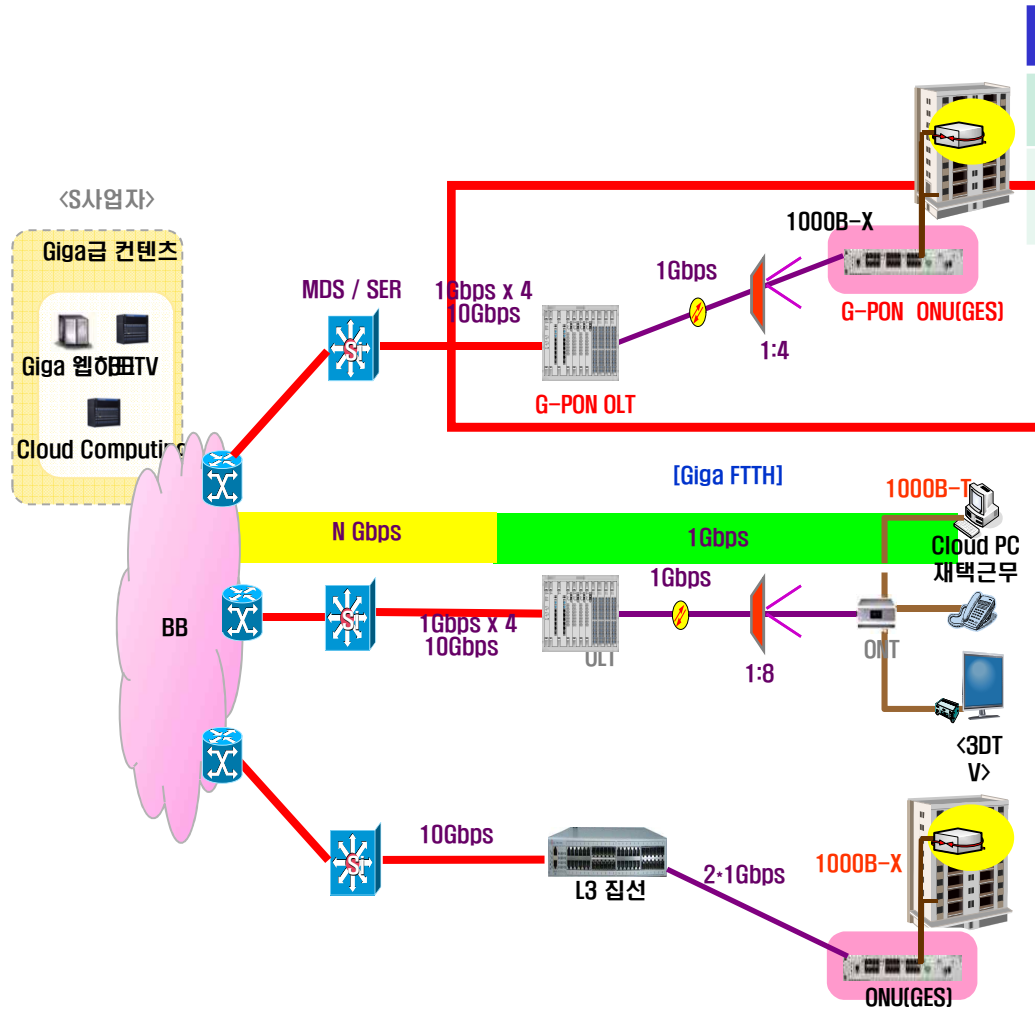 <S사업자>
Giga급 컨텐츠
Giga 웹하드
IPTV
Cloud Computing
MDS / SER
1Gbps x 4
10Gbps
G-PON OLT
1Gbps
1:4
1000B-X
G-PON ONU(GES)
[Giga FTTH]
1000B-T
N Gbps
1Gbps
Cloud PC
재택근무
BB
1Gbps x 4
10Gbps
OLT
1Gbps
1:8
ONT
<3DT
V>
10Gbps
L3 집선
2*1Gbps
1000B-X
ONU(GES)